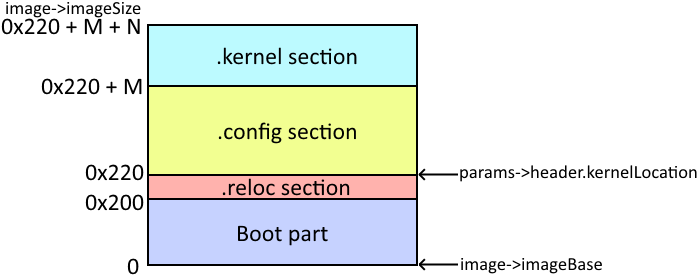 image->imageSize
0x220 + M + N
.kernel section
0x220 + M
.config section
0x220
params->header.kernelLocation
.reloc section
0x200
Boot part
0
image->imageBase